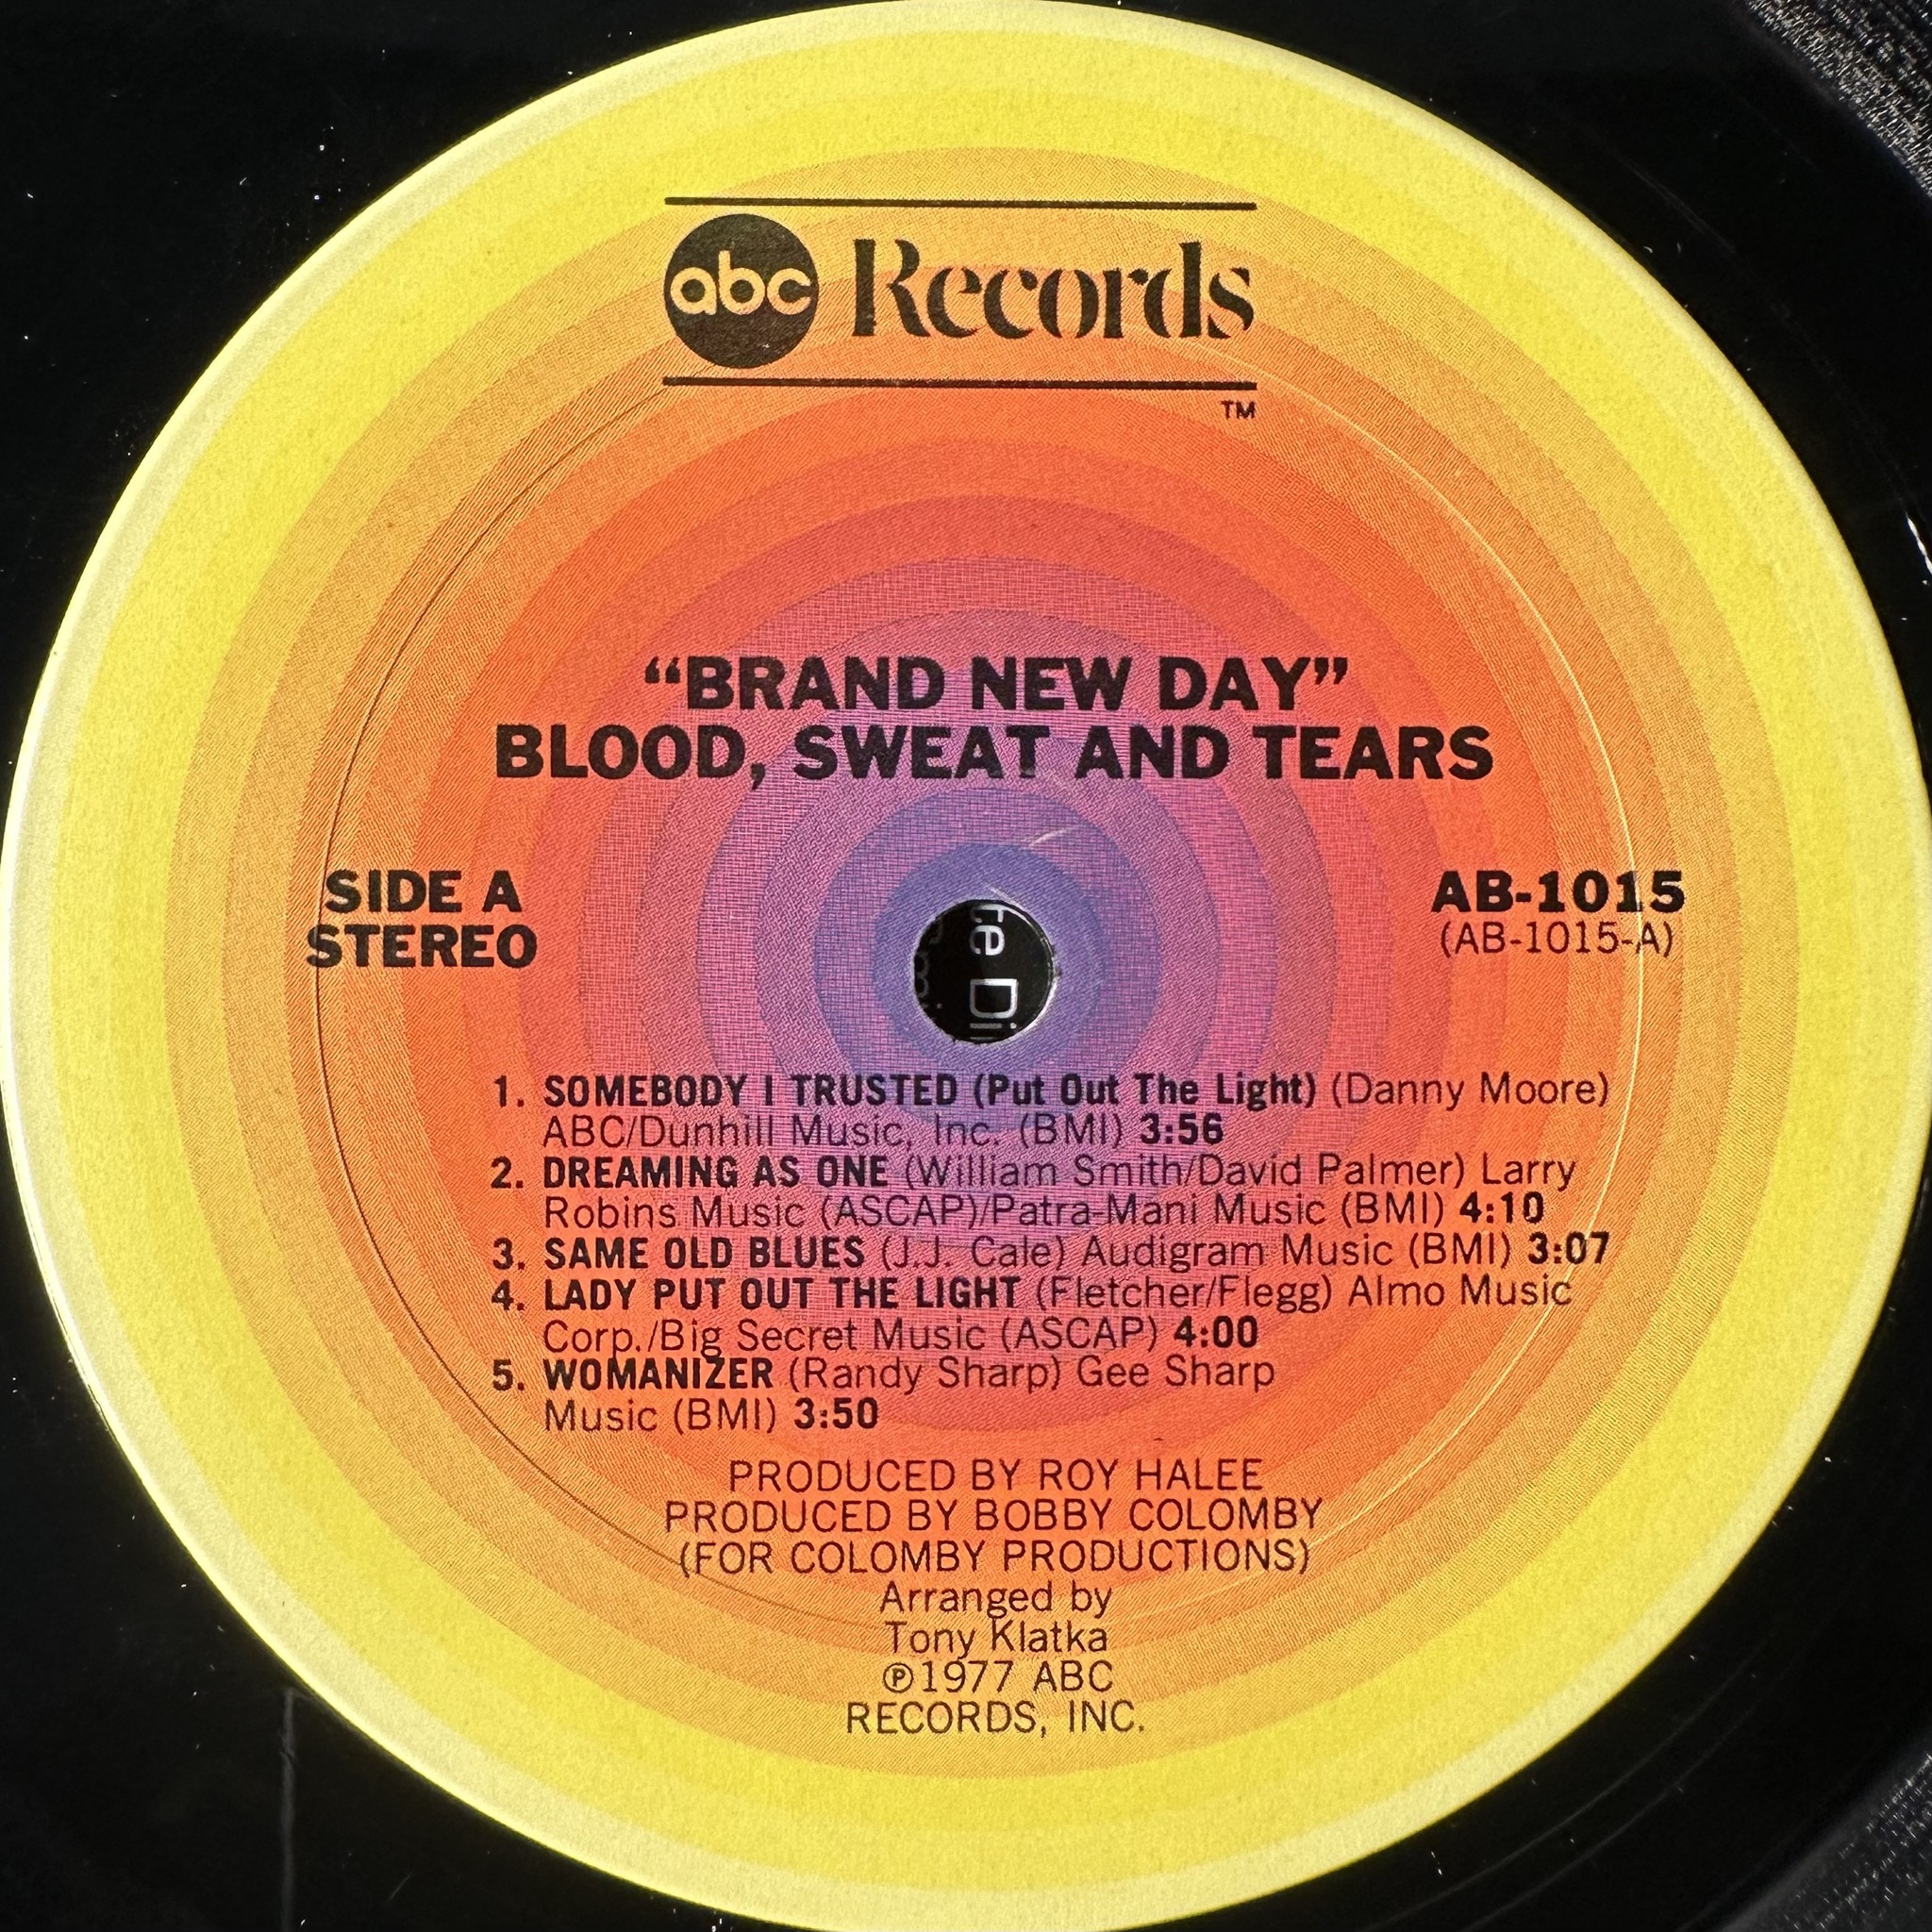 abc Records
TM
“BRAND NEW DAY”
BLOOD, SWEAT AND TEARS
SIDE A
STEREO
AB-1015
(AB-1015-A)
te Di
1. SOMEBODY I TRUSTED (Put Out The Light) (Danny Moore)
ABC/Dunhill Music, Inc. (BMI) 3:56
2. DREAMING AS ONE (William Smith/David Palmer) Larry
Robins Music (ASCAP)/Patra-Mani Music (BMI) 4:10
3. SAME OLD BLUES (J.J. Cale) Audigram Music (BMI) 3:07
4. LADY PUT OUT THE LIGHT (Fletcher/Flegg) Almo Music
Corp./Big Secret Music (ASCAP) 4:00
5. WOMANIZER (Randy Sharp) Gee Sharp
Music (BMI) 3:50
PRODUCED BY ROY HALEE
PRODUCED BY BOBBY COLOMBY
(FOR COLOMBY PRODUCTIONS)
Arranged by
Tony Klatka
℗1977 ABC
RECORDS, INC.